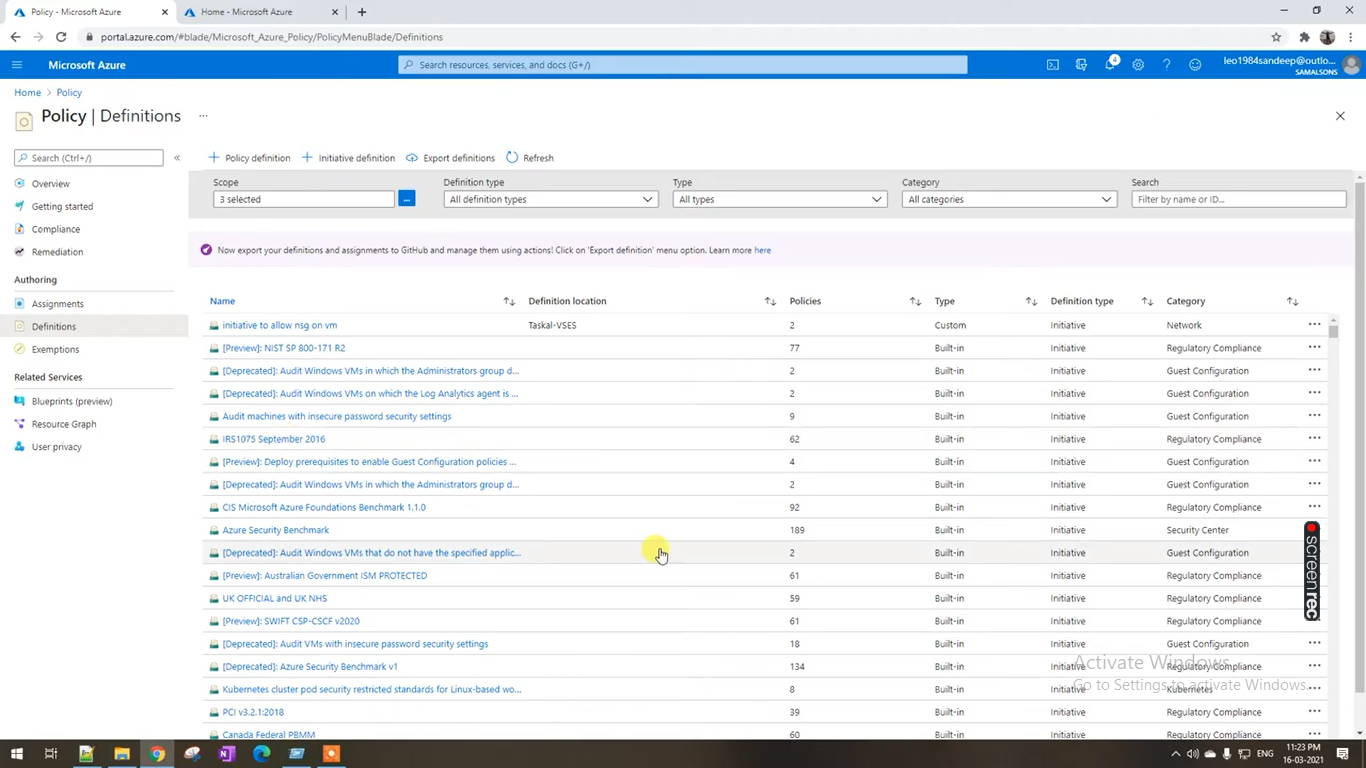 Policy - Microsoft Azure
Home - Microsoft Azure
portal.azure.com/#blade/Microsoft_Azure_Policy/PolicyMenuBlade/Definitions
Microsoft Azure
Search resources, services, and docs (G+/)
4
leo1984sandeep@outlo...
SAMALSONS
Home > Policy
Policy | Definitions ...
Search (Ctrl+/)
Policy definition
Initiative definition
Export definitions
Refresh
Overview
Getting started
Compliance
Remediation
Authoring
Assignments
Definitions
Exemptions
Related Services
Blueprints (preview)
Resource Graph
User privacy
Scope
3 selected
...
Definition type
All definition types
Type
All types
Category
All categories
Search
Filter by name or ID...
Now export your definitions and assignments to GitHub and manage them using actions! Click on 'Export definition' menu option. Learn more here
Name Definition location Policies Type Definition type Category
initiative to allow nsg on vm Taskal-VSES 2 Custom Initiative Network
[Preview]: NIST SP 800-171 R2 77 Built-in Initiative Regulatory Compliance
[Deprecated]: Audit Windows VMs in which the Administrators group d... 2 Built-in Initiative Guest Configuration
[Deprecated]: Audit Windows VMs on which the Log Analytics agent is ... 2 Built-in Initiative Guest Configuration
Audit machines with insecure password security settings 9 Built-in Initiative Guest Configuration
IRS1075 September 2016 62 Built-in Initiative Regulatory Compliance
[Preview]: Deploy prerequisites to enable Guest Configuration policies ... 4 Built-in Initiative Guest Configuration
[Deprecated]: Audit Windows VMs in which the Administrators group d... 2 Built-in Initiative Guest Configuration
CIS Microsoft Azure Foundations Benchmark 1.1.0 92 Built-in Initiative Regulatory Compliance
Azure Security Benchmark 189 Built-in Initiative Security Center
[Deprecated]: Audit Windows VMs that do not have the specified applic... 2 Built-in Initiative Guest Configuration
[Preview]: Australian Government ISM PROTECTED 61 Built-in Initiative Regulatory Compliance
UK OFFICIAL and UK NHS 59 Built-in Initiative Regulatory Compliance
[Preview]: SWIFT CSP-CSCF v2020 61 Built-in Initiative Regulatory Compliance
[Deprecated]: Audit VMs with insecure password security settings 18 Built-in Initiative Guest Configuration
[Deprecated]: Azure Security Benchmark v1 134 Built-in Initiative Regulatory Compliance
Kubernetes cluster pod security restricted standards for Linux-based wo... 8 Built-in Initiative Kubernetes
PCI v3.2.1:2018 39 Built-in Initiative Regulatory Compliance
Canada Federal PBMM 60 Built-in Initiative Regulatory Compliance
screenrec
Activate Windows
Go to Settings to activate Windows.
ENG
11:23 PM
16-03-2021